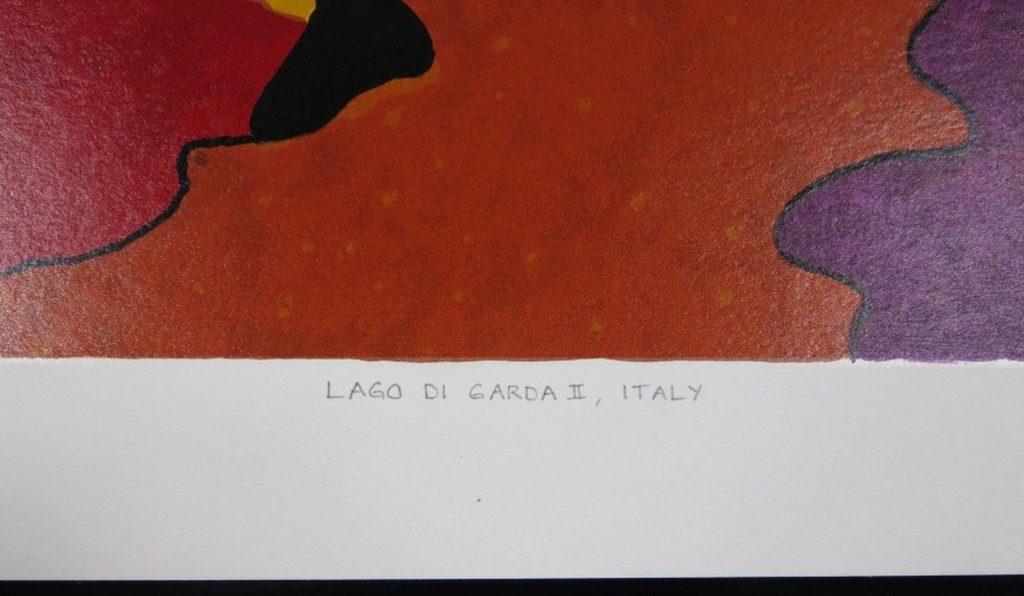 LAGO DI GARDA II, ITALY